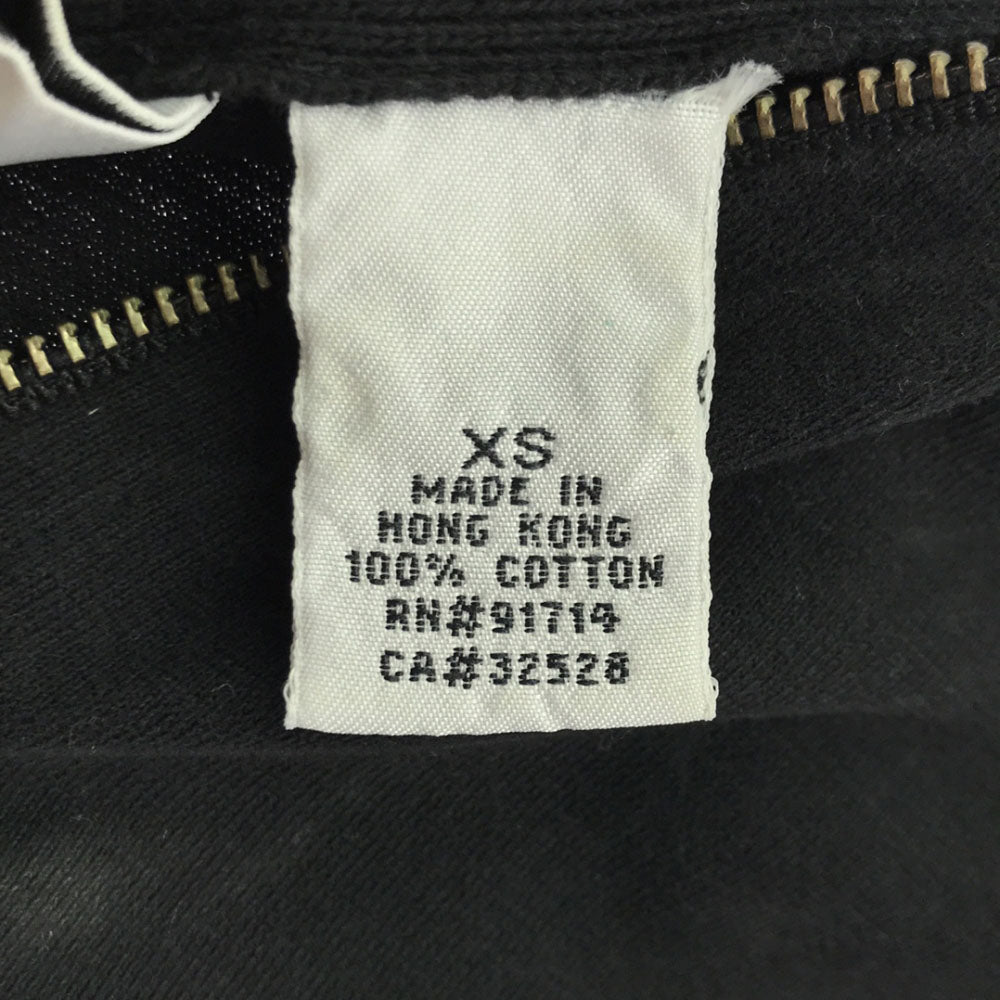 XS
MADE IN
HONG KONG
100% COTTON
RN#91714
CA#32528